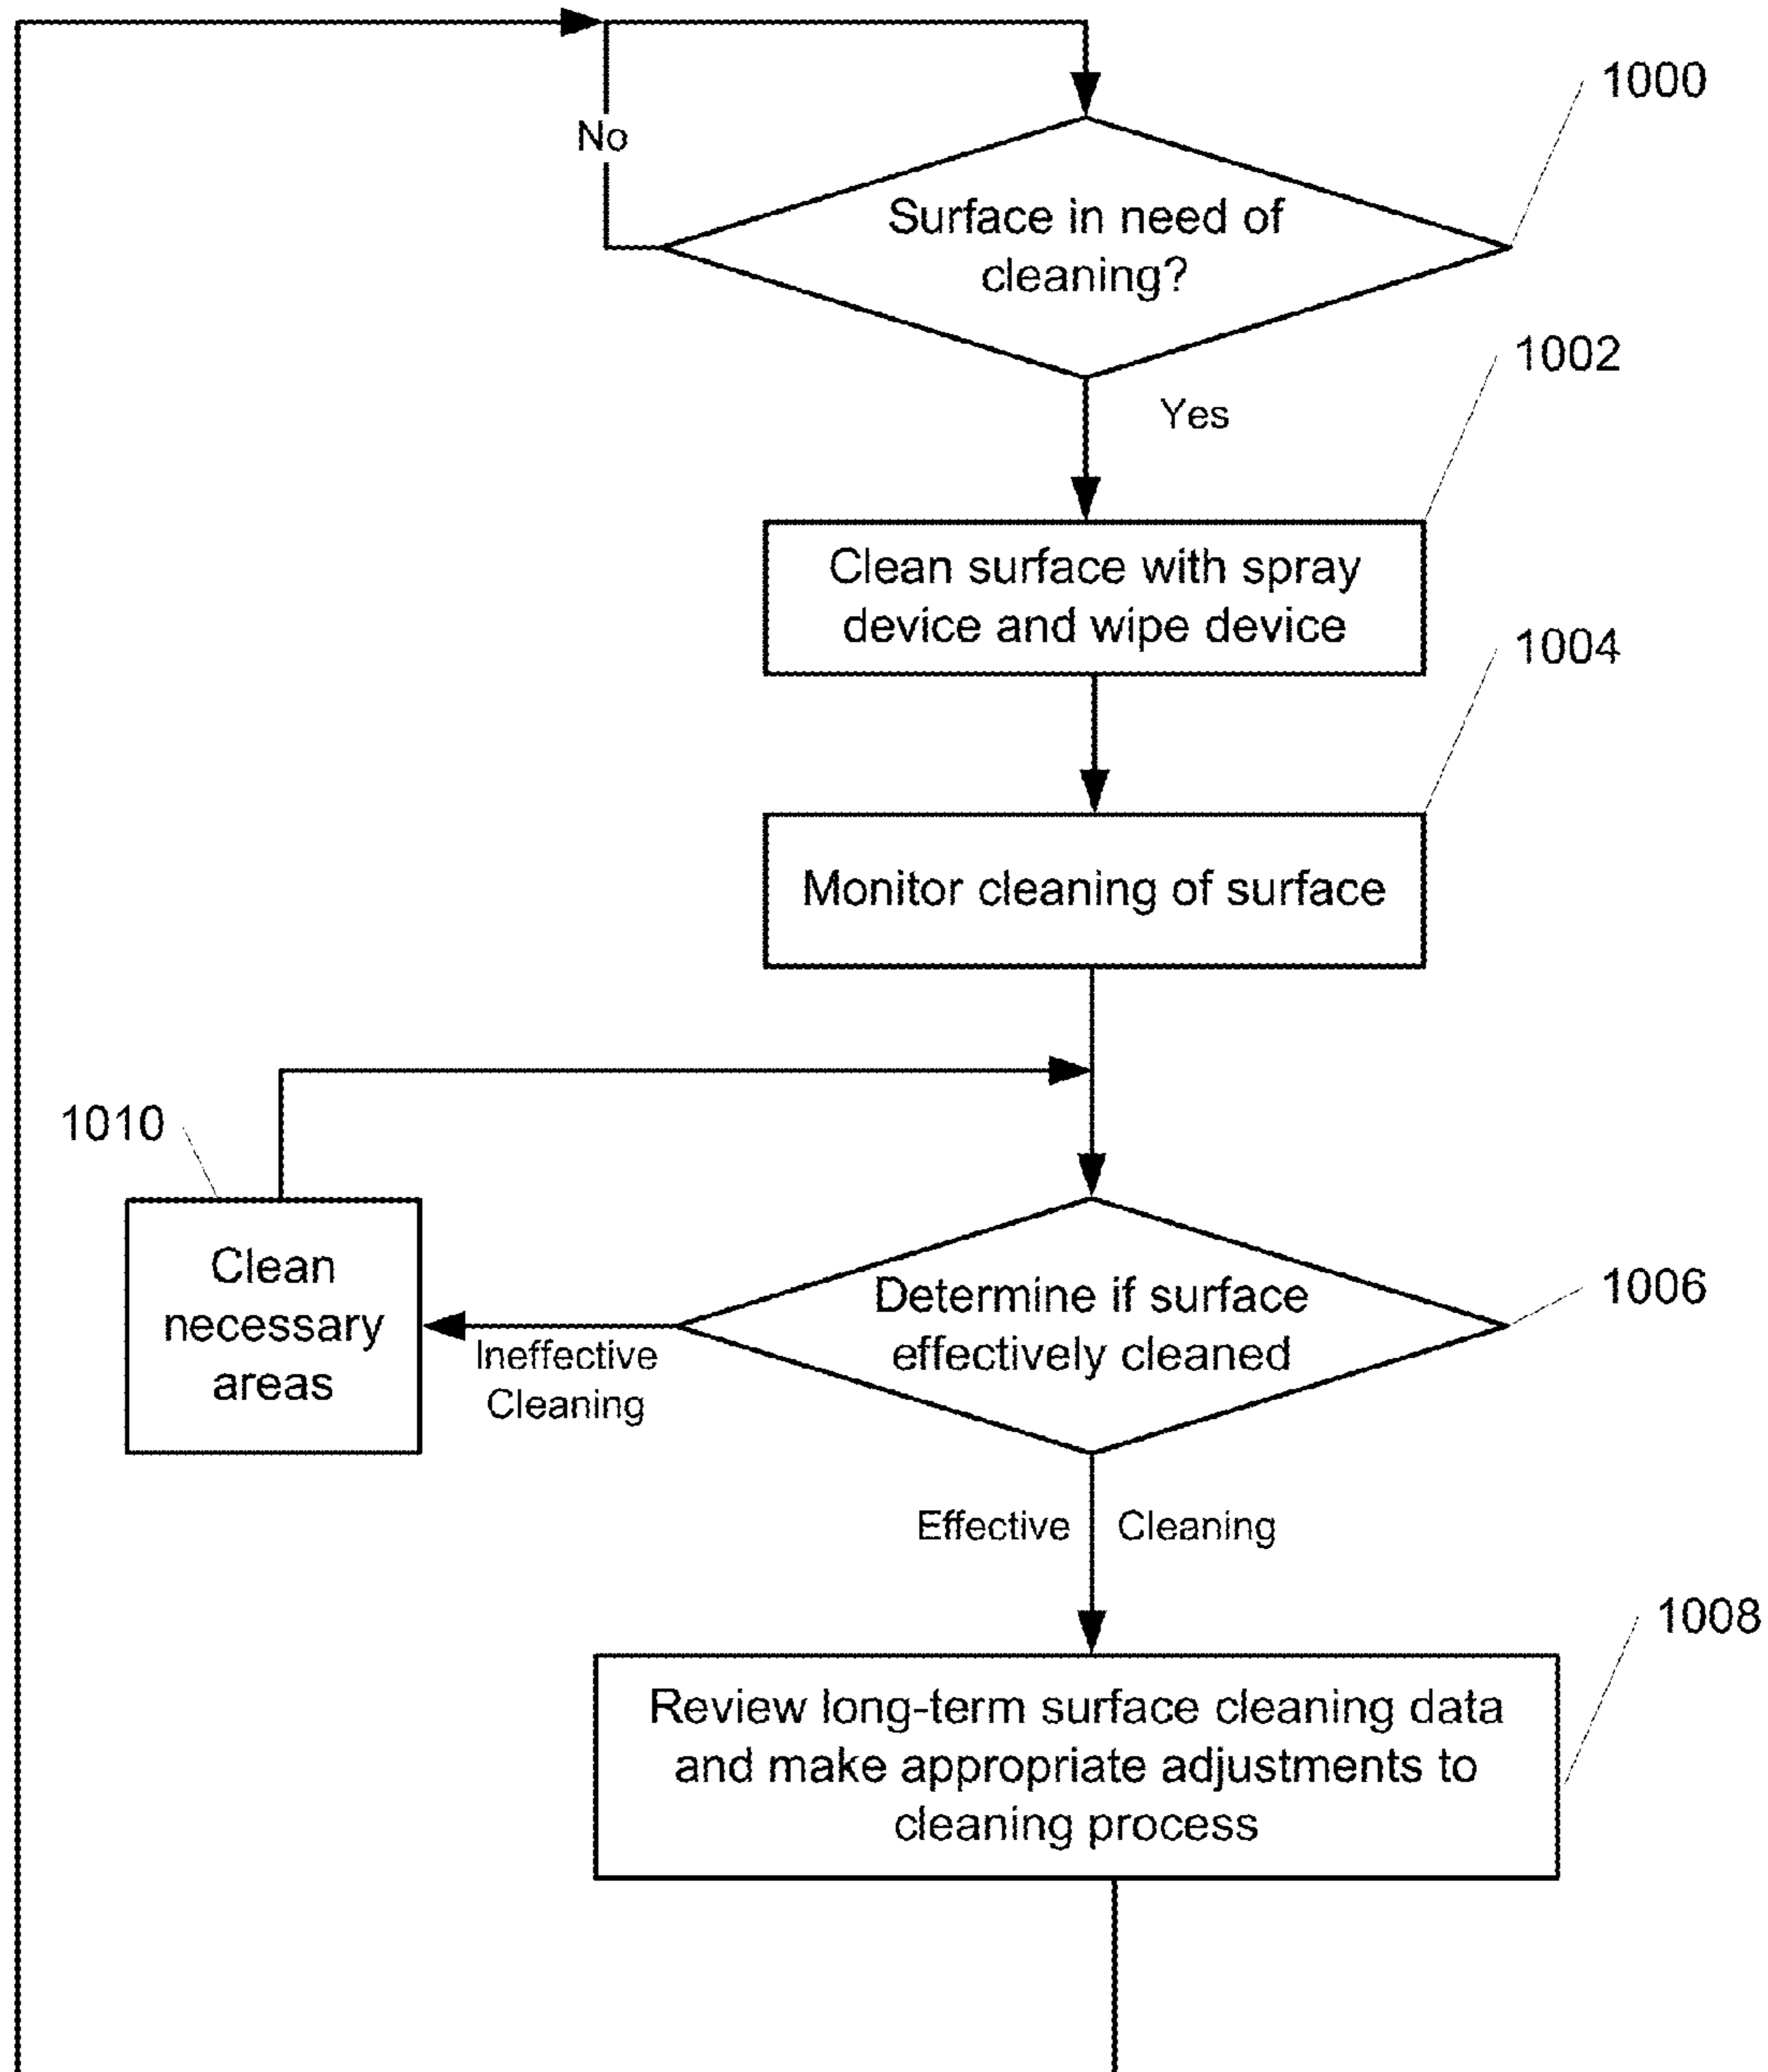 1000
No
Surface in need of
cleaning?
1002
Yes
Clean surface with spray
device and wipe device
1004
Monitor cleaning of surface
1010
Clean
necessary
areas
Determine if surface
effectively cleaned
1006
Ineffective
Cleaning
Effective Cleaning
1008
Review long-term surface cleaning data
and make appropriate adjustments to
cleaning process